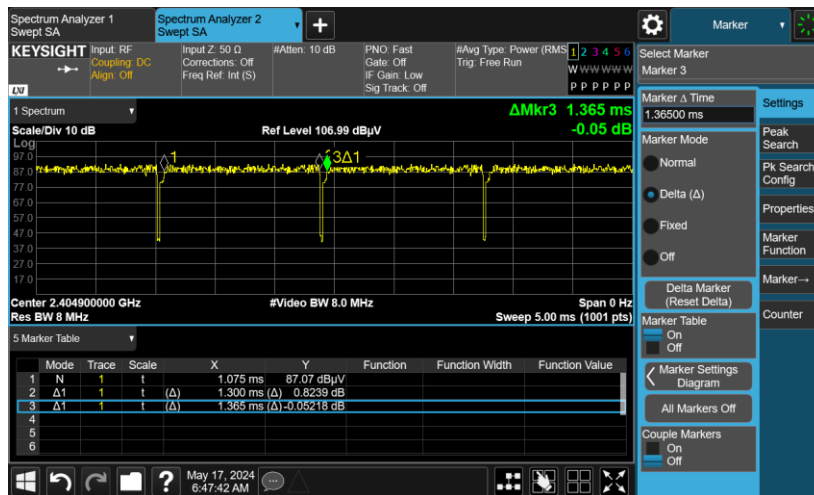 Spectrum Analyzer 1
Swept SA
Spectrum Analyzer 2
Swept SA
Marker
KEYSIGHT
LXI
Input: RF
Coupling: DC
Align: Off
Input Z: 50 Ω
Corrections: Off
Freq Ref: Int (S)
#Atten: 10 dB
PNO: Fast
Gate: Off
IF Gain: Low
Sig Track: Off
#Avg Type: Power (RMS
Trig: Free Run
1 2 3 4 5 6
W W W W W W
P P P P P P
1 Spectrum
ΔMkr3 1.365 ms
Scale/Div 10 dB
Ref Level 106.99 dBμV
-0.05 dB
Log
97.0
87.0
77.0
67.0
57.0
47.0
37.0
27.0
17.0
1
3Δ1
Center 2.404900000 GHz
#Video BW 8.0 MHz
Span 0 Hz
Res BW 8 MHz
Sweep 5.00 ms (1001 pts)
5 Marker Table
Mode Trace Scale X Y Function Function Width Function Value
1 N 1 t 1.075 ms 87.07 dBμV
2 Δ1 1 t (Δ) 1.300 ms (Δ) 0.8239 dB
3 Δ1 1 t (Δ) 1.365 ms (Δ) -0.05218 dB
4
5
6
May 17, 2024
6:47:42 AM
Select Marker
Marker 3
Marker Δ Time
1.36500 ms
Marker Mode
Normal
Delta (Δ)
Fixed
Off
Delta Marker
(Reset Delta)
Marker Table
On
Off
Marker Settings
Diagram
All Markers Off
Couple Markers
On
Off
Settings
Peak
Search
Pk Search
Config
Properties
Marker
Function
Marker→
Counter